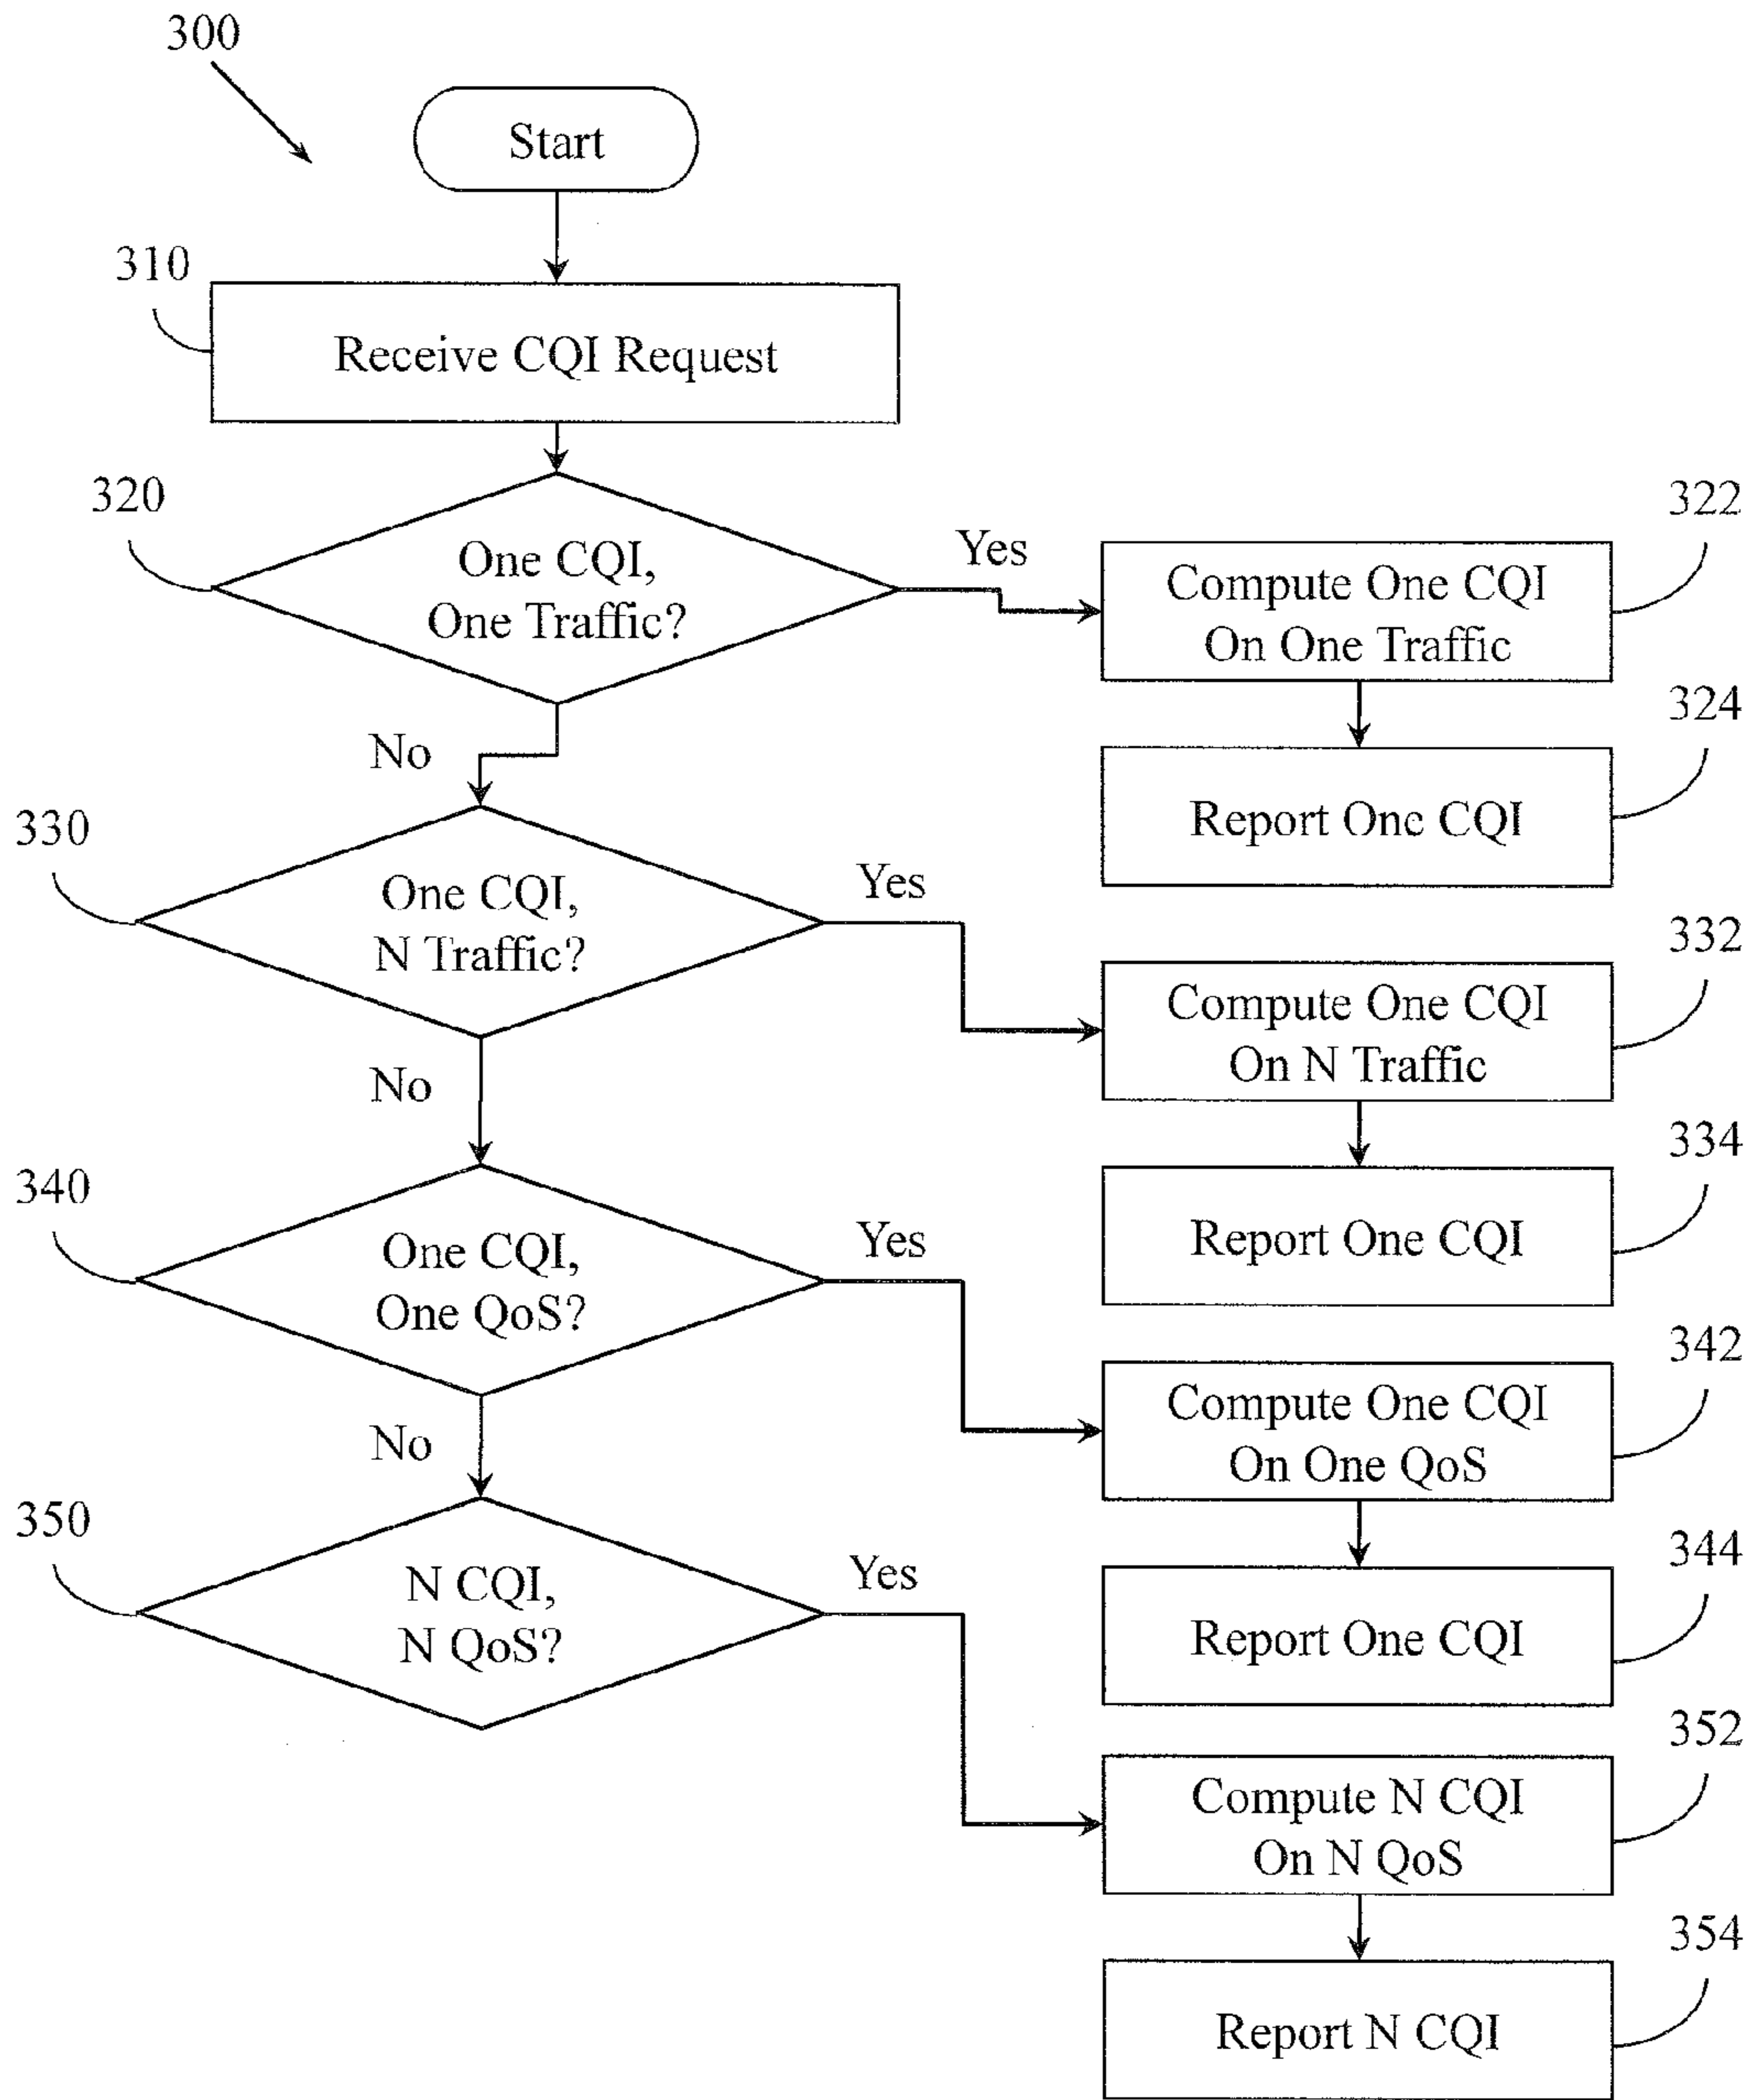 300
Start
310
Receive CQI Request
320
One CQI,
One Traffic?
Yes
322
Compute One CQI
On One Traffic
324
Report One CQI
No
330
One CQI,
N Traffic?
Yes
332
Compute One CQI
On N Traffic
334
Report One CQI
No
340
One CQI,
One QoS?
Yes
342
Compute One CQI
On One QoS
344
Report One CQI
No
350
N CQI,
N QoS?
Yes
352
Compute N CQI
On N QoS
354
Report N CQI